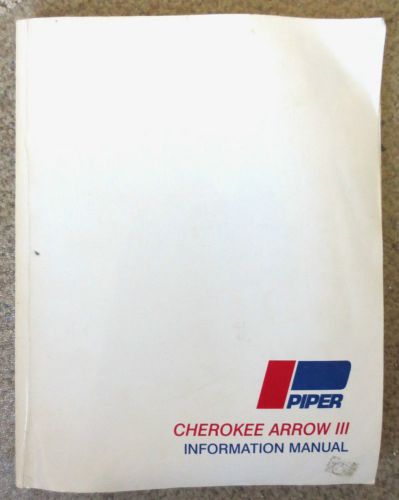 PIPER
CHEROKEE ARROW III
INFORMATION MANUAL